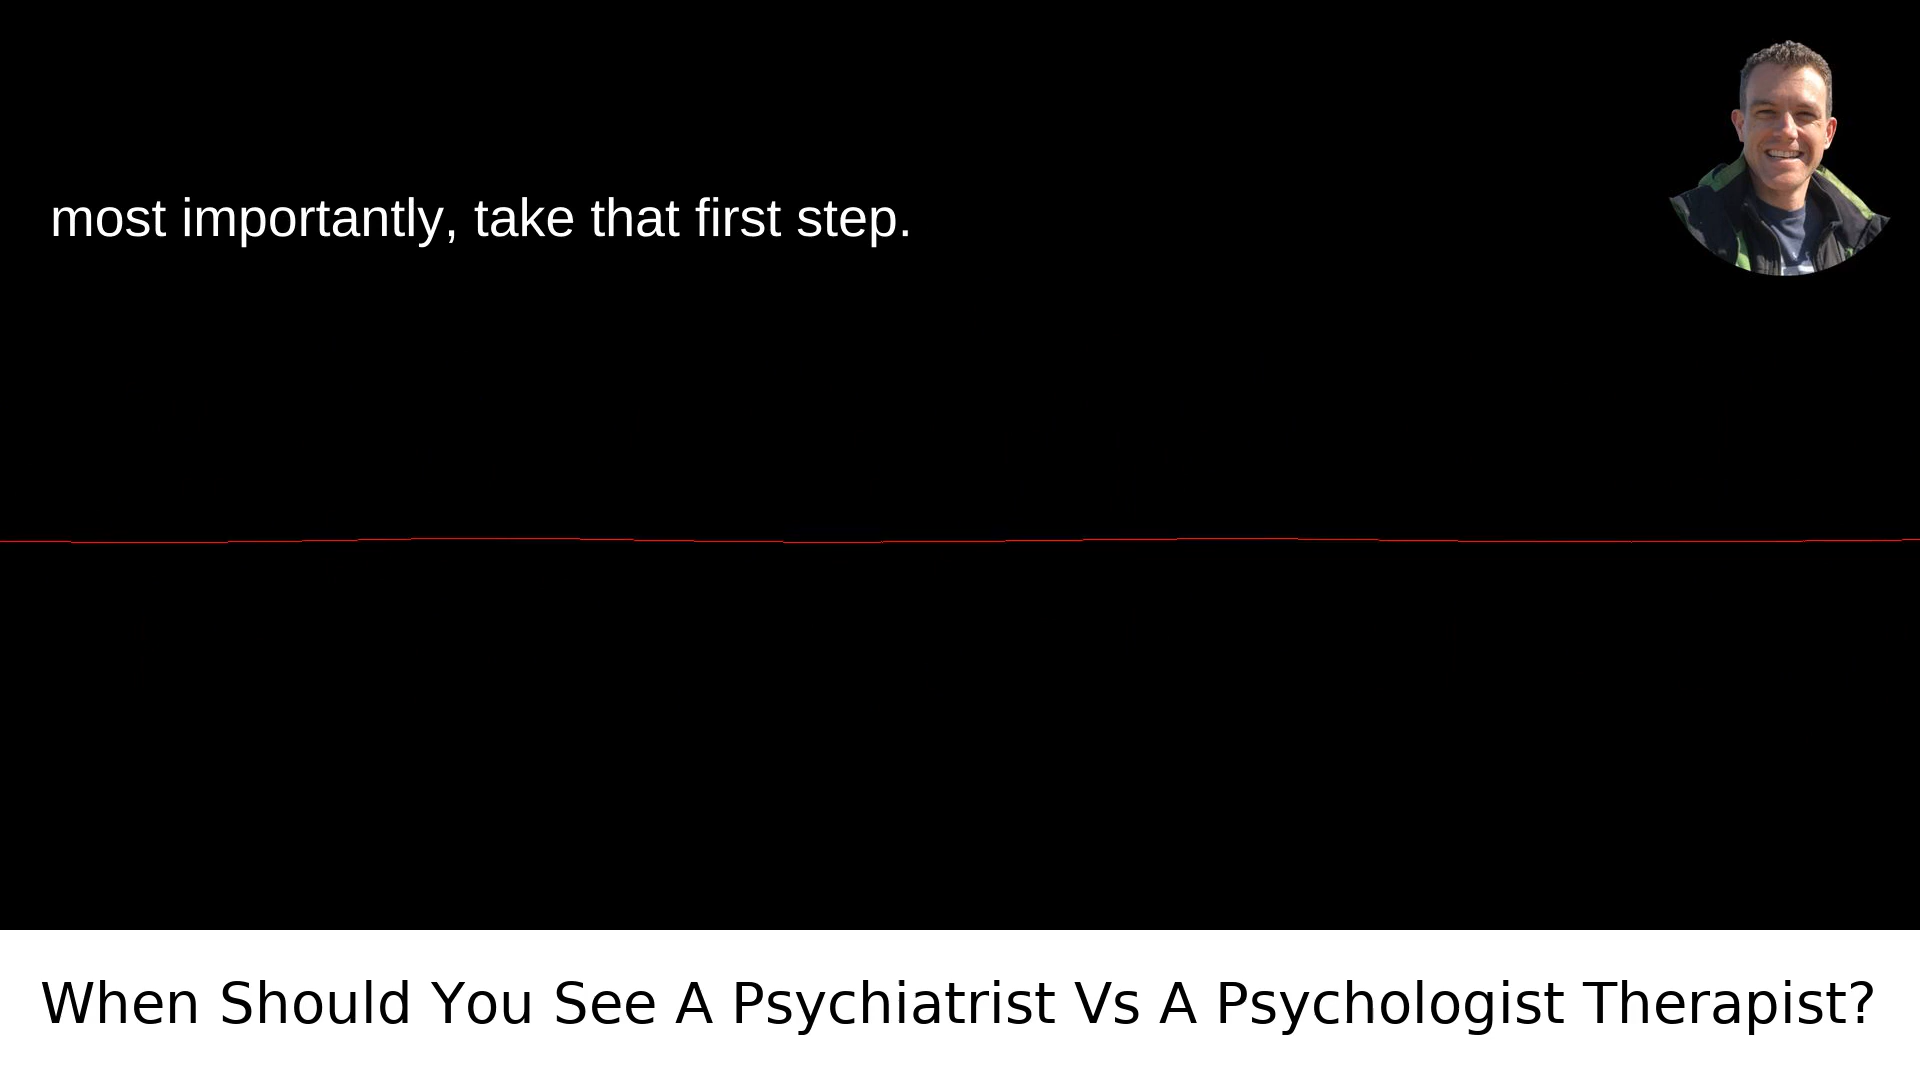 most importantly, take that first step.
When Should You See A Psychiatrist Vs A Psychologist Therapist?